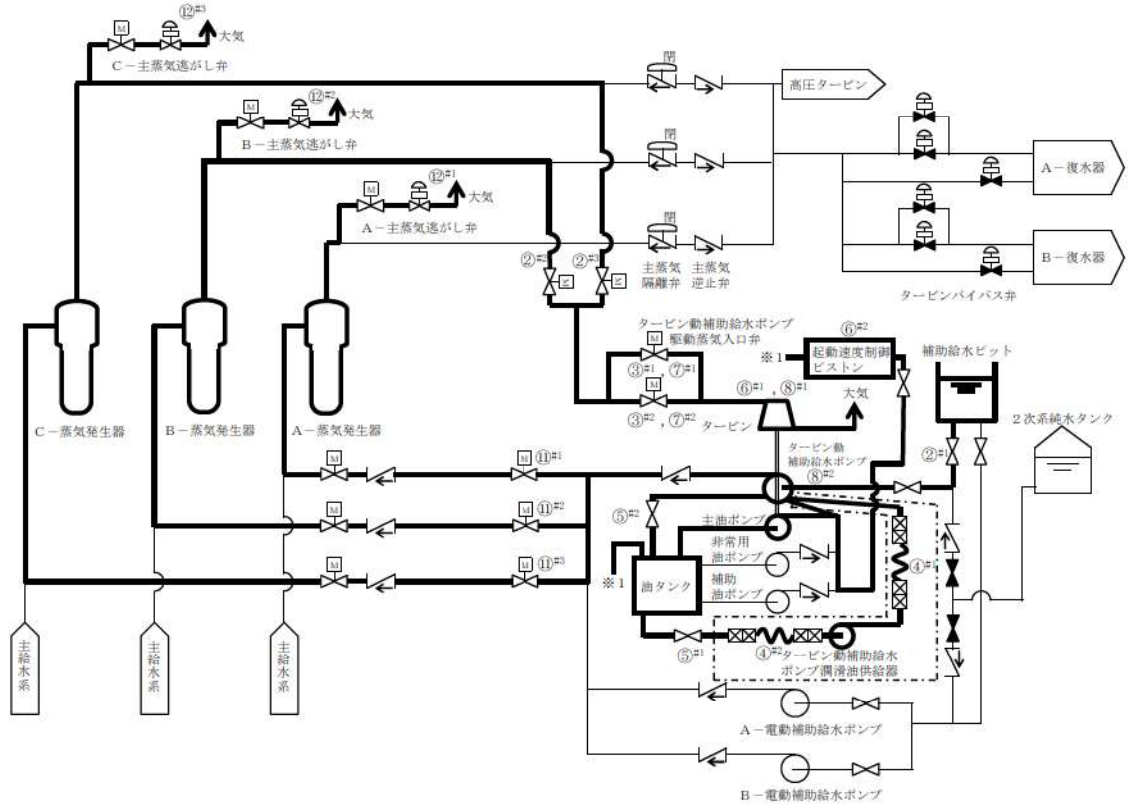 ⑫#3
M
大気
C－主蒸気逃がし弁
閉
高圧タービン
⑫#2
M
大気
B－主蒸気逃がし弁
閉
A－復水器
⑫#1
M
大気
A－主蒸気逃がし弁
閉
B－復水器
②#2
②#3
M
M
主蒸気
隔離弁
主蒸気
逆止弁
タービンバイパス弁
タービン動補助給水ポンプ
駆動蒸気入口弁
M
③#1，⑦#1
M
③#2，⑦#2
⑥#2
※1
起動速度制御
ピストン
補助給水ピット
⑥#1，⑧#1
大気
タービン
2次系純水タンク
C－蒸気発生器
B－蒸気発生器
A－蒸気発生器
タービン動
補助給水ポンプ
⑧#2
②#1
M
M
⑪#1
M
M
⑪#2
M
M
⑪#3
⑤#2
主油ポンプ
非常用
油ポンプ
補助
油ポンプ
※1
油タンク
④#1
⑤#1
④#2
タービン動補助給水
ポンプ潤滑油供給器
主給水系
主給水系
主給水系
A－電動補助給水ポンプ
B－電動補助給水ポンプ